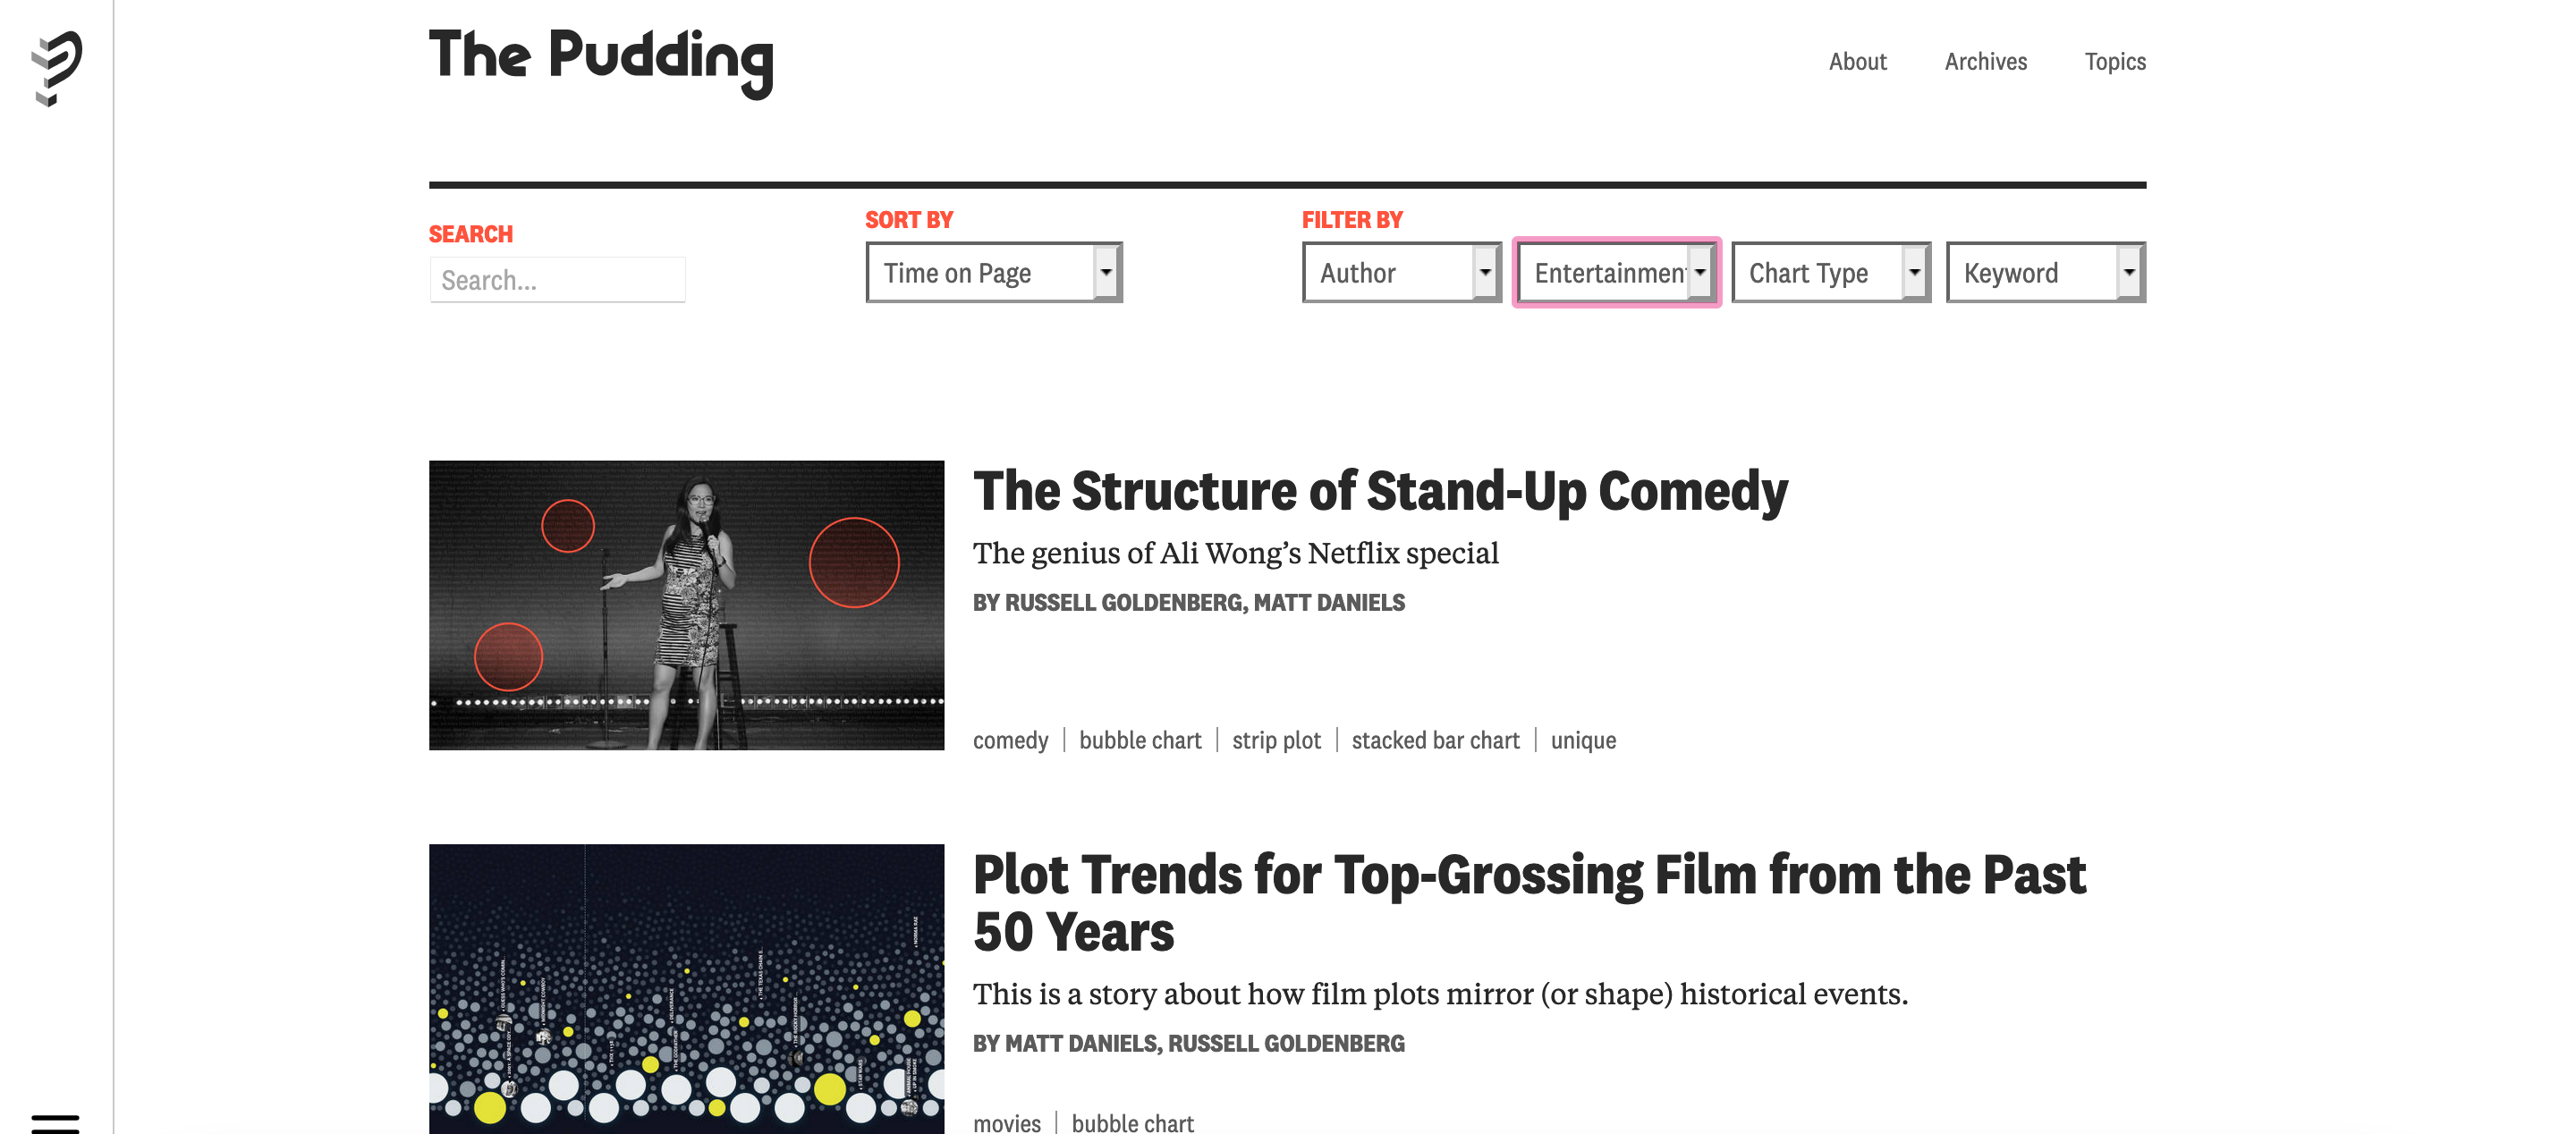 The Pudding
About
Archives
Topics
SEARCH
Search...
SORT BY
Time on Page
FILTER BY
Author
Entertainmen
Chart Type
Keyword
The Structure of Stand-Up Comedy
The genius of Ali Wong’s Netflix special
BY RUSSELL GOLDENBERG, MATT DANIELS
comedy | bubble chart | strip plot | stacked bar chart | unique
Plot Trends for Top-Grossing Film from the Past
50 Years
This is a story about how film plots mirror (or shape) historical events.
BY MATT DANIELS, RUSSELL GOLDENBERG
movies | bubble chart